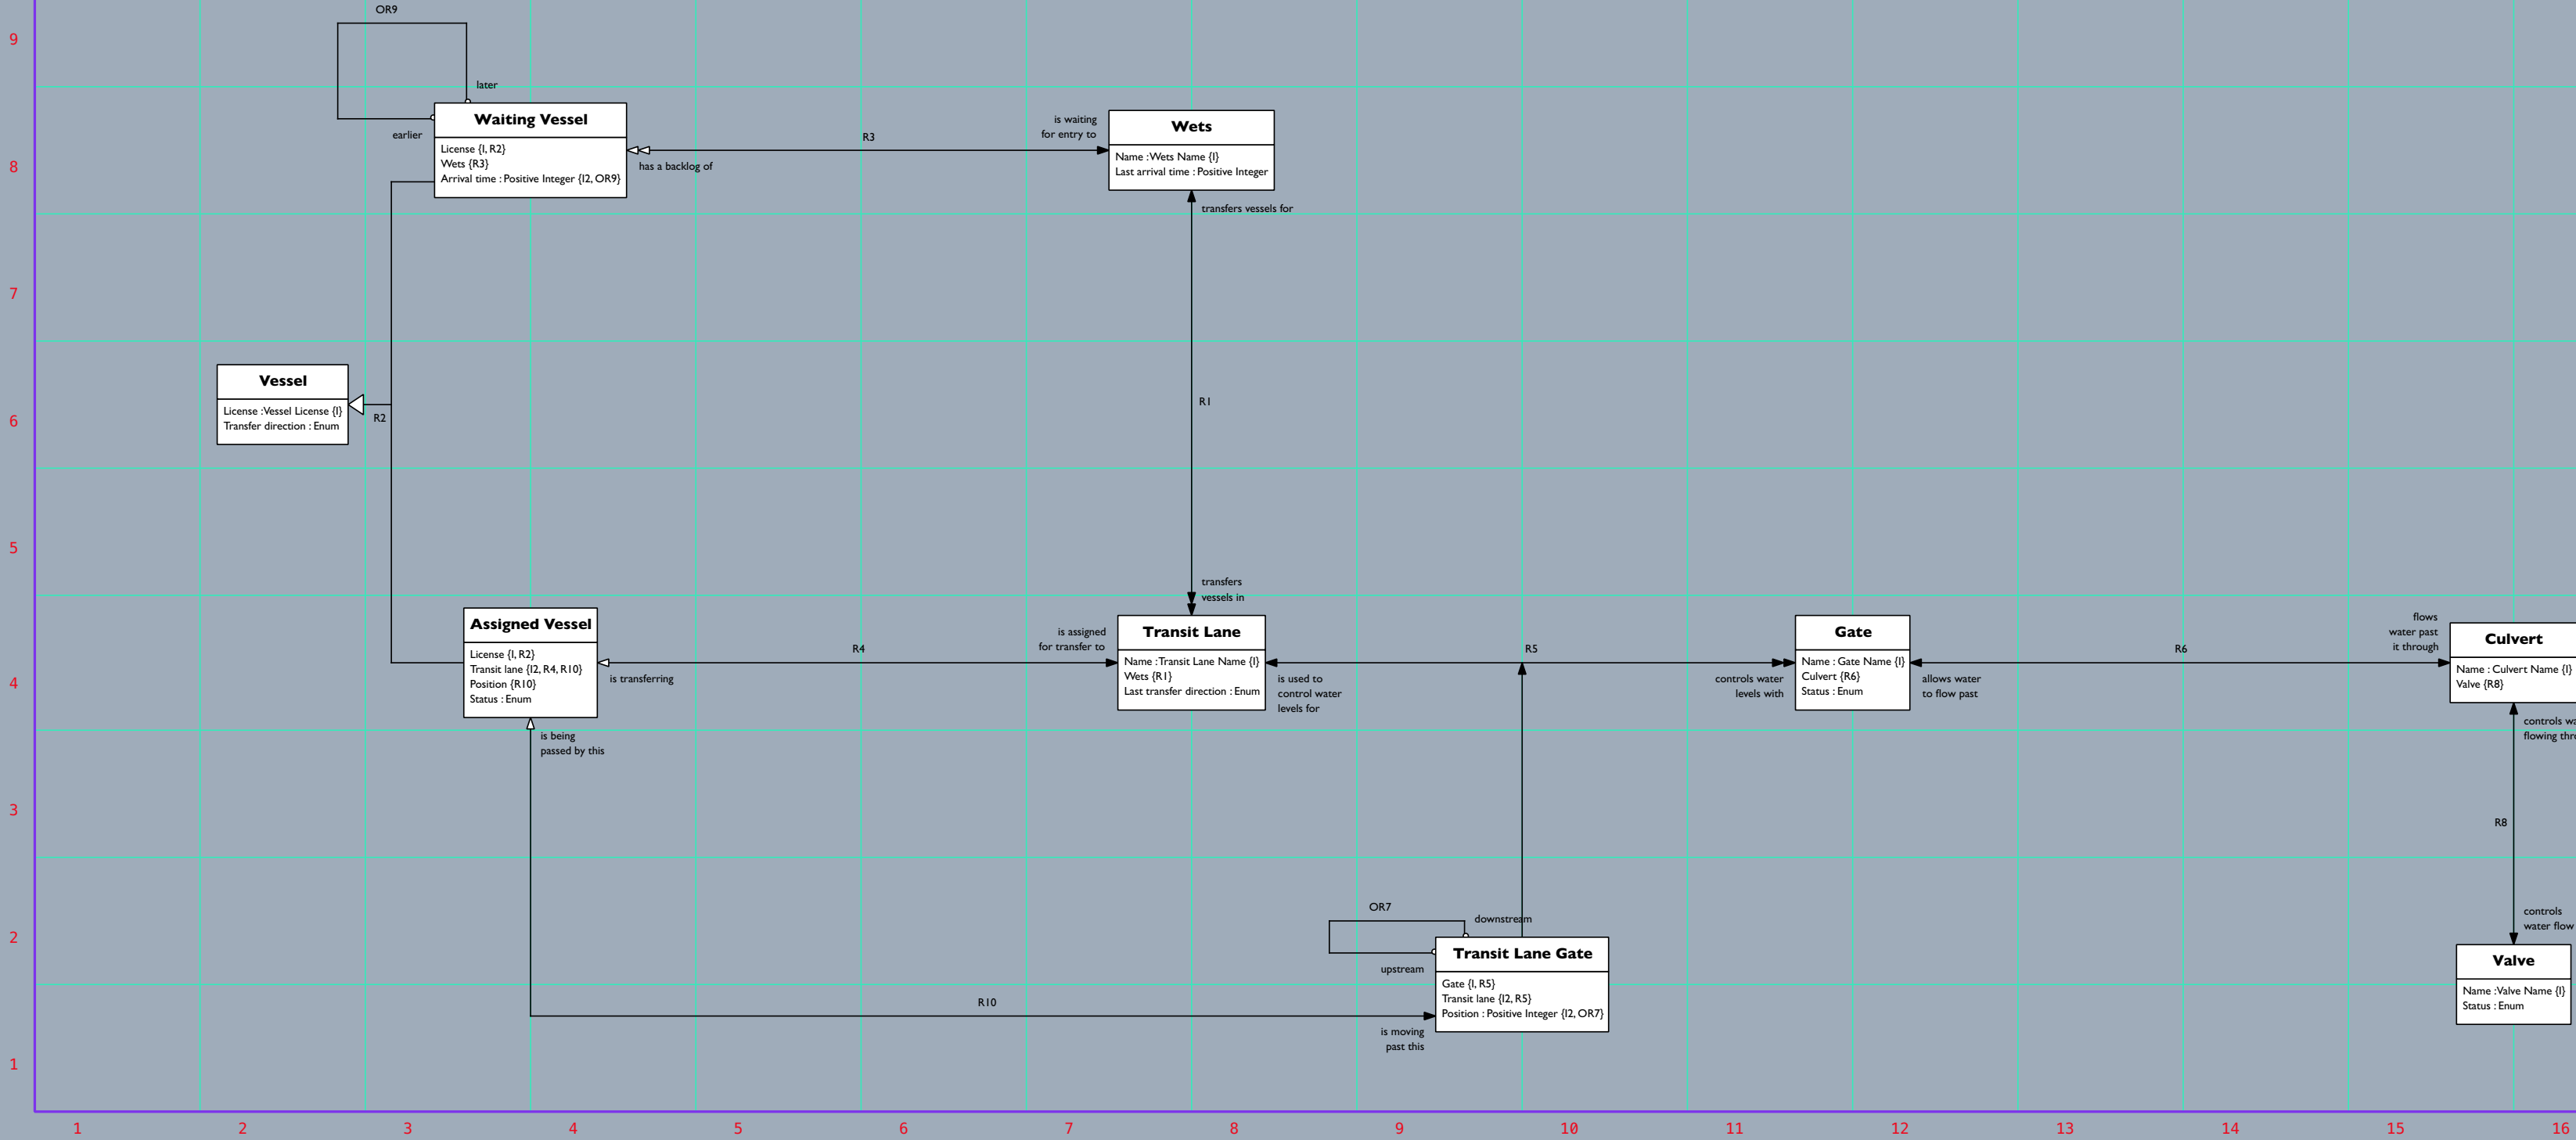 OR9
9
later
Waiting Vessel
earlier
License {I, R2}
Wets {R3}
Arrival time : Positive Integer {I2, OR9}
has a backlog of
R3
is waiting
for entry to
Wets
Name : Wets Name {I}
Last arrival time : Positive Integer
8
transfers vessels for
7
Vessel
License : Vessel License {I}
Transfer direction : Enum
R2
R1
6
5
transfers
vessels in
Assigned Vessel
License {I, R2}
Transit lane {I2, R4, R10}
Position {R10}
Status : Enum
is transferring
R4
is assigned
for transfer to
Transit Lane
Name : Transit Lane Name {I}
Wets {R1}
Last transfer direction : Enum
is used to
control water
levels for
R5
controls water
levels with
Gate
Name : Gate Name {I}
Culvert {R6}
Status : Enum
allows water
to flow past
R6
flows
water past
it through
Culvert
Name : Culvert Name {I}
Valve {R8}
4
is being
passed by this
controls
flowing
3
R8
OR7
downstream
upstream
Transit Lane Gate
Gate {I, R5}
Transit lane {I2, R5}
Position : Positive Integer {I2, OR7}
2
controls
water flow
Valve
Name : Valve Name {I}
Status : Enum
R10
is moving
past this
1
1 2 3 4 5 6 7 8 9 10 11 12 13 14 15 16